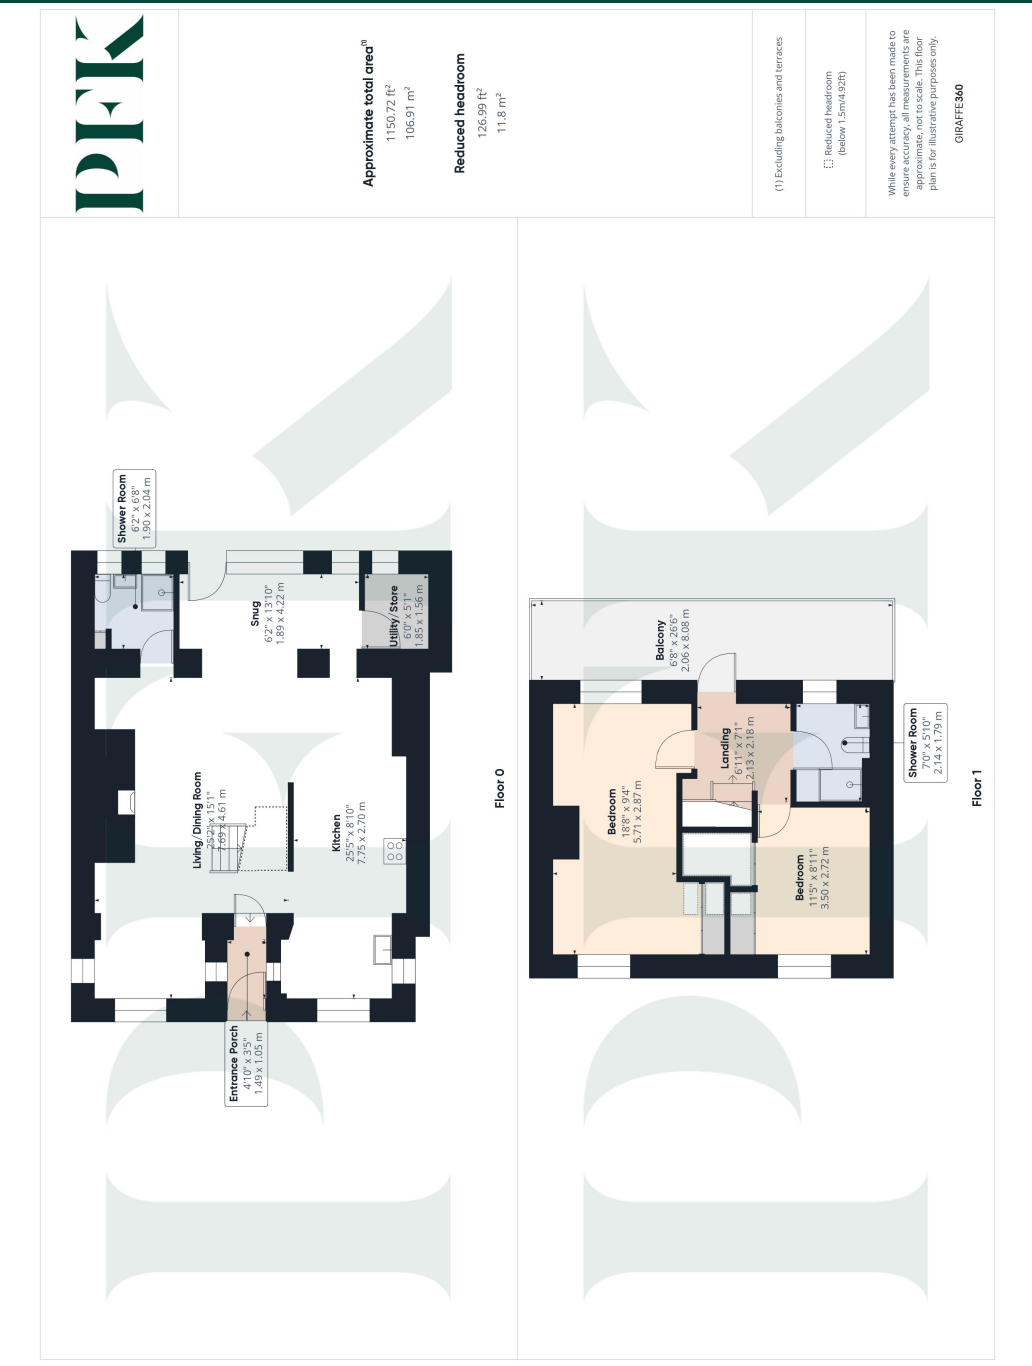 PFK
Approximate total area⁽¹⁾
1150.72 ft²
106.91 m²
Reduced headroom
126.99 ft²
11.8 m²
(1) Excluding balconies and terraces
Reduced headroom
(below 1.5m/4.92ft)
While every attempt has been made to
ensure accuracy, all measurements are
approximate, not to scale. This floor
plan is for illustrative purposes only.
GIRAFFE360
Shower Room
6'2" x 6'8"
1.90 x 2.04 m
Snug
6'2" x 13'10"
1.89 x 4.22 m
Utility/Store
6'0" x 5'1"
1.85 x 1.56 m
Living/Dining Room
25'2" x 15'1"
7.69 x 4.61 m
Kitchen
25'5" x 8'10"
7.75 x 2.70 m
Entrance Porch
4'10" x 3'5"
1.49 x 1.05 m
Floor 0
Balcony
6'8" x 26'6"
2.06 x 8.08 m
Landing
6'11" x 7'1"
2.13 x 2.18 m
Shower Room
7'0" x 5'10"
2.14 x 1.79 m
Bedroom
18'8" x 9'4"
5.71 x 2.87 m
Bedroom
11'5" x 8'11"
3.50 x 2.72 m
Floor 1
PFK
PFK